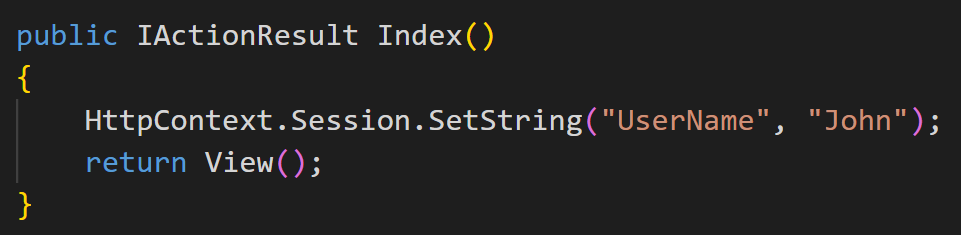 public IActionResult Index()
{
    HttpContext.Session.SetString("UserName", "John");
    return View();
}